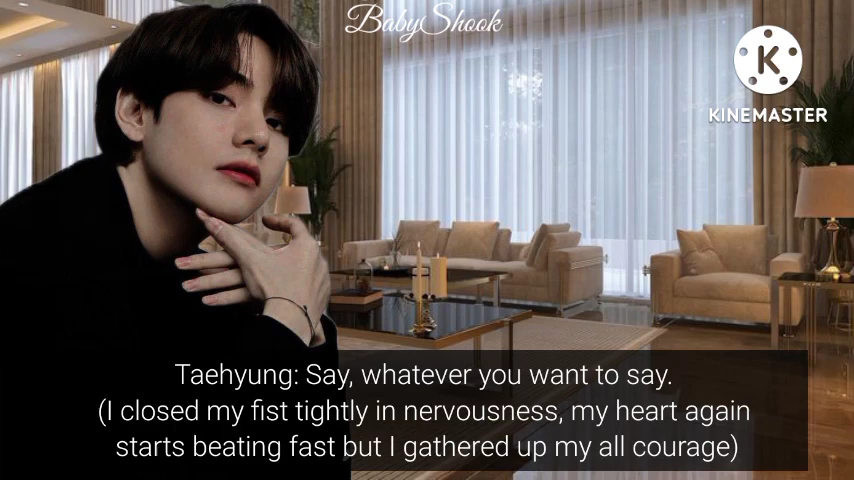 BabyShook
K
KINEMASTER
Taehyung: Say, whatever you want to say.
(I closed my fist tightly in nervousness, my heart again
starts beating fast but I gathered up my all courage)